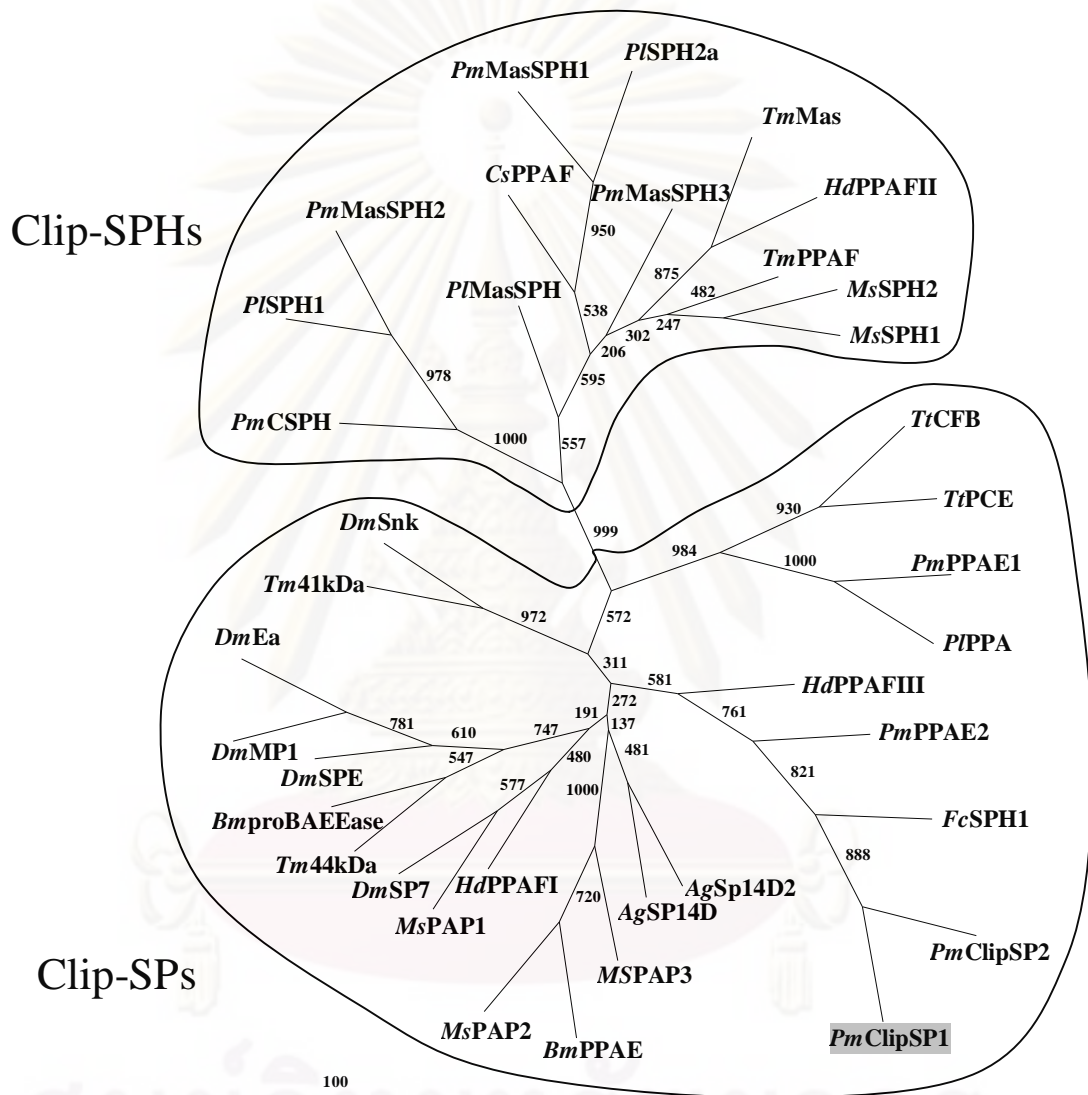 PlSPH2a
PmMasSPH1
TmMas
CsPPAF
HdPPAFII
PmMasSPH3
PmMasSPH2
Clip-SPHs
950
TmPPAF
875
PlMasSPH
482
MsSPH2
PlSPH1
538
247
302
MsSPH1
206
978
595
PmCSPH
1000
557
TtCFB
TtPCE
930
DmSnk
999
984
1000
PmPPAE1
Tm41kDa
972
572
DmEa
PlPPA
311
581
HdPPAFIII
272
761
191
137
781
610
747
PmPPAE2
DmMP1
547
480
481
DmSPE
821
577
1000
BmproBAEEase
FcSPH1
888
Tm44kDa
DmSP7
HdPPAFI
720
AgSp14D2
AgSP14D
MsPAP1
PmClipSP2
Clip-SPs
MSPAP3
MsPAP2
BmPPAE
PmClipSP1
100